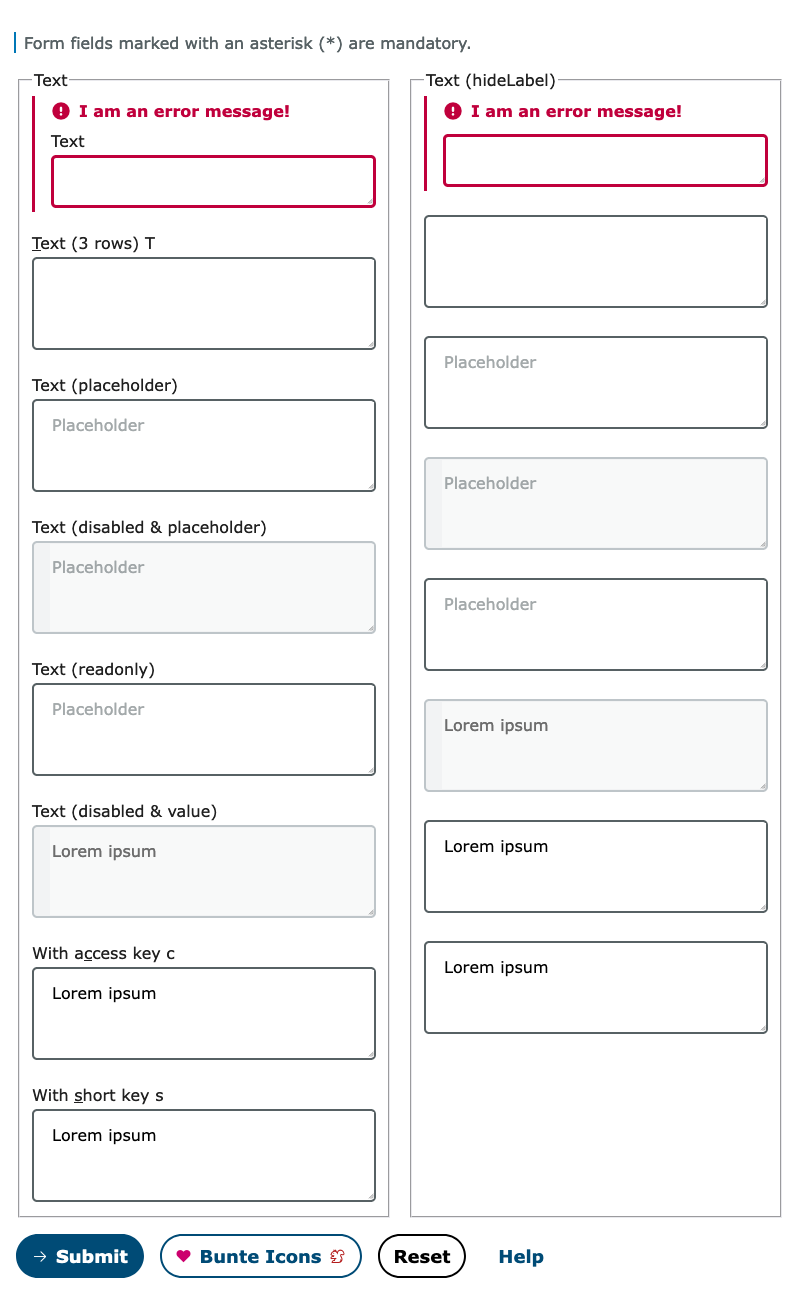 Form fields marked with an asterisk (*) are mandatory.
Text
I am an error message!
Text
Text (3 rows) T
Text (placeholder)
Placeholder
Text (disabled & placeholder)
Placeholder
Text (readonly)
Placeholder
Text (disabled & value)
Lorem ipsum
With access key c
Lorem ipsum
With short key s
Lorem ipsum
Text (hideLabel)
I am an error message!
Placeholder
Placeholder
Placeholder
Lorem ipsum
Lorem ipsum
Lorem ipsum
Submit
Bunte Icons
Reset
Help